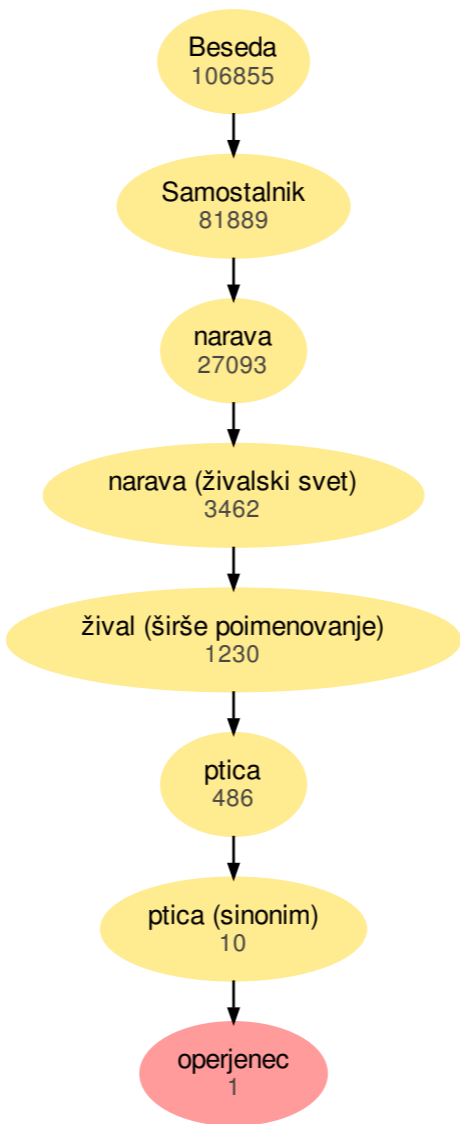 Beseda
106855
Samostalnik
81889
narava
27093
narava (živalski svet)
3462
žival (širše poimenovanje)
1230
ptica
486
ptica (sinonim)
10
operjenec
1